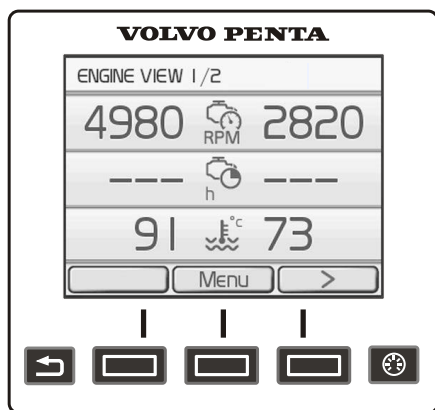 VOLVO PENTA
ENGINE VIEW 1/2
4980 RPM 2820
--- h ---
91 °C 73
Menu >